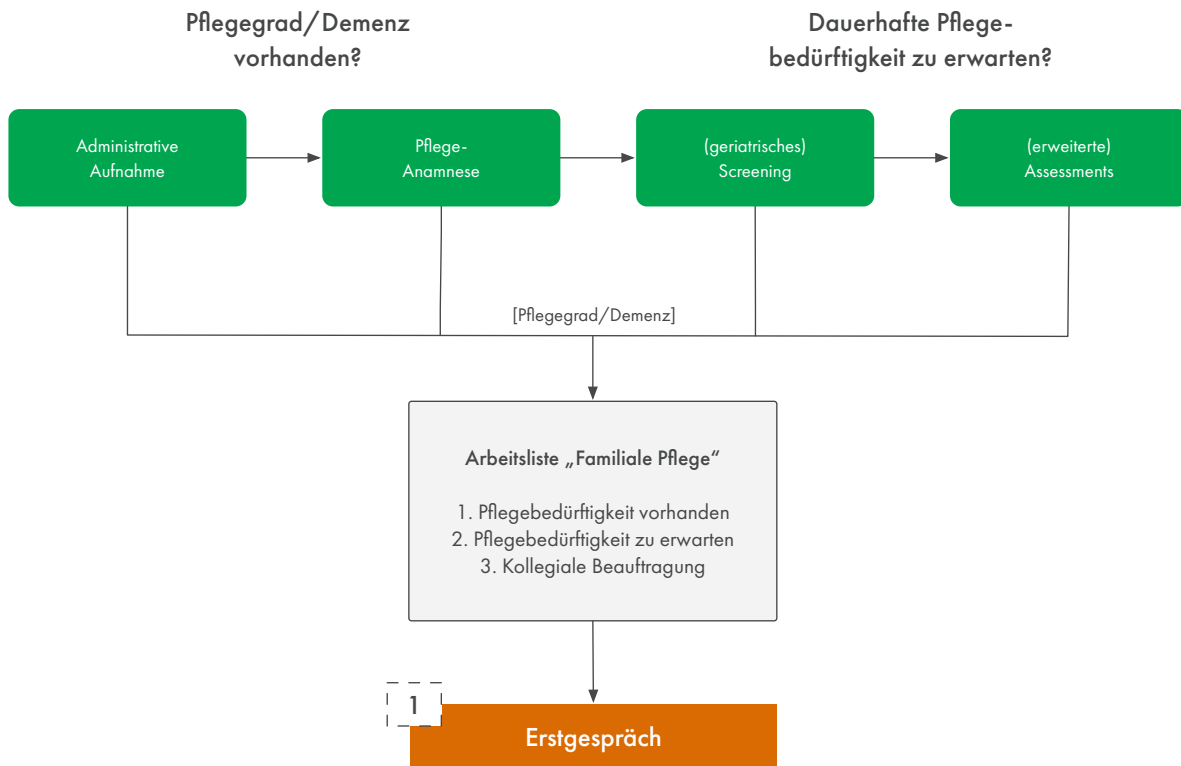 Pflegegrad/Demenz
vorhanden?
Dauerhafte Pflege-
bedürftigkeit zu erwarten?
Administrative
Aufnahme
Pflege-
Anamnese
(geriatrisches)
Screening
(erweiterte)
Assessments
[Pflegegrad/Demenz]
Arbeitsliste „Familiale Pflege“
1. Pflegebedürftigkeit vorhanden
2. Pflegebedürftigkeit zu erwarten
3. Kollegiale Beauftragung
1
Erstgespräch